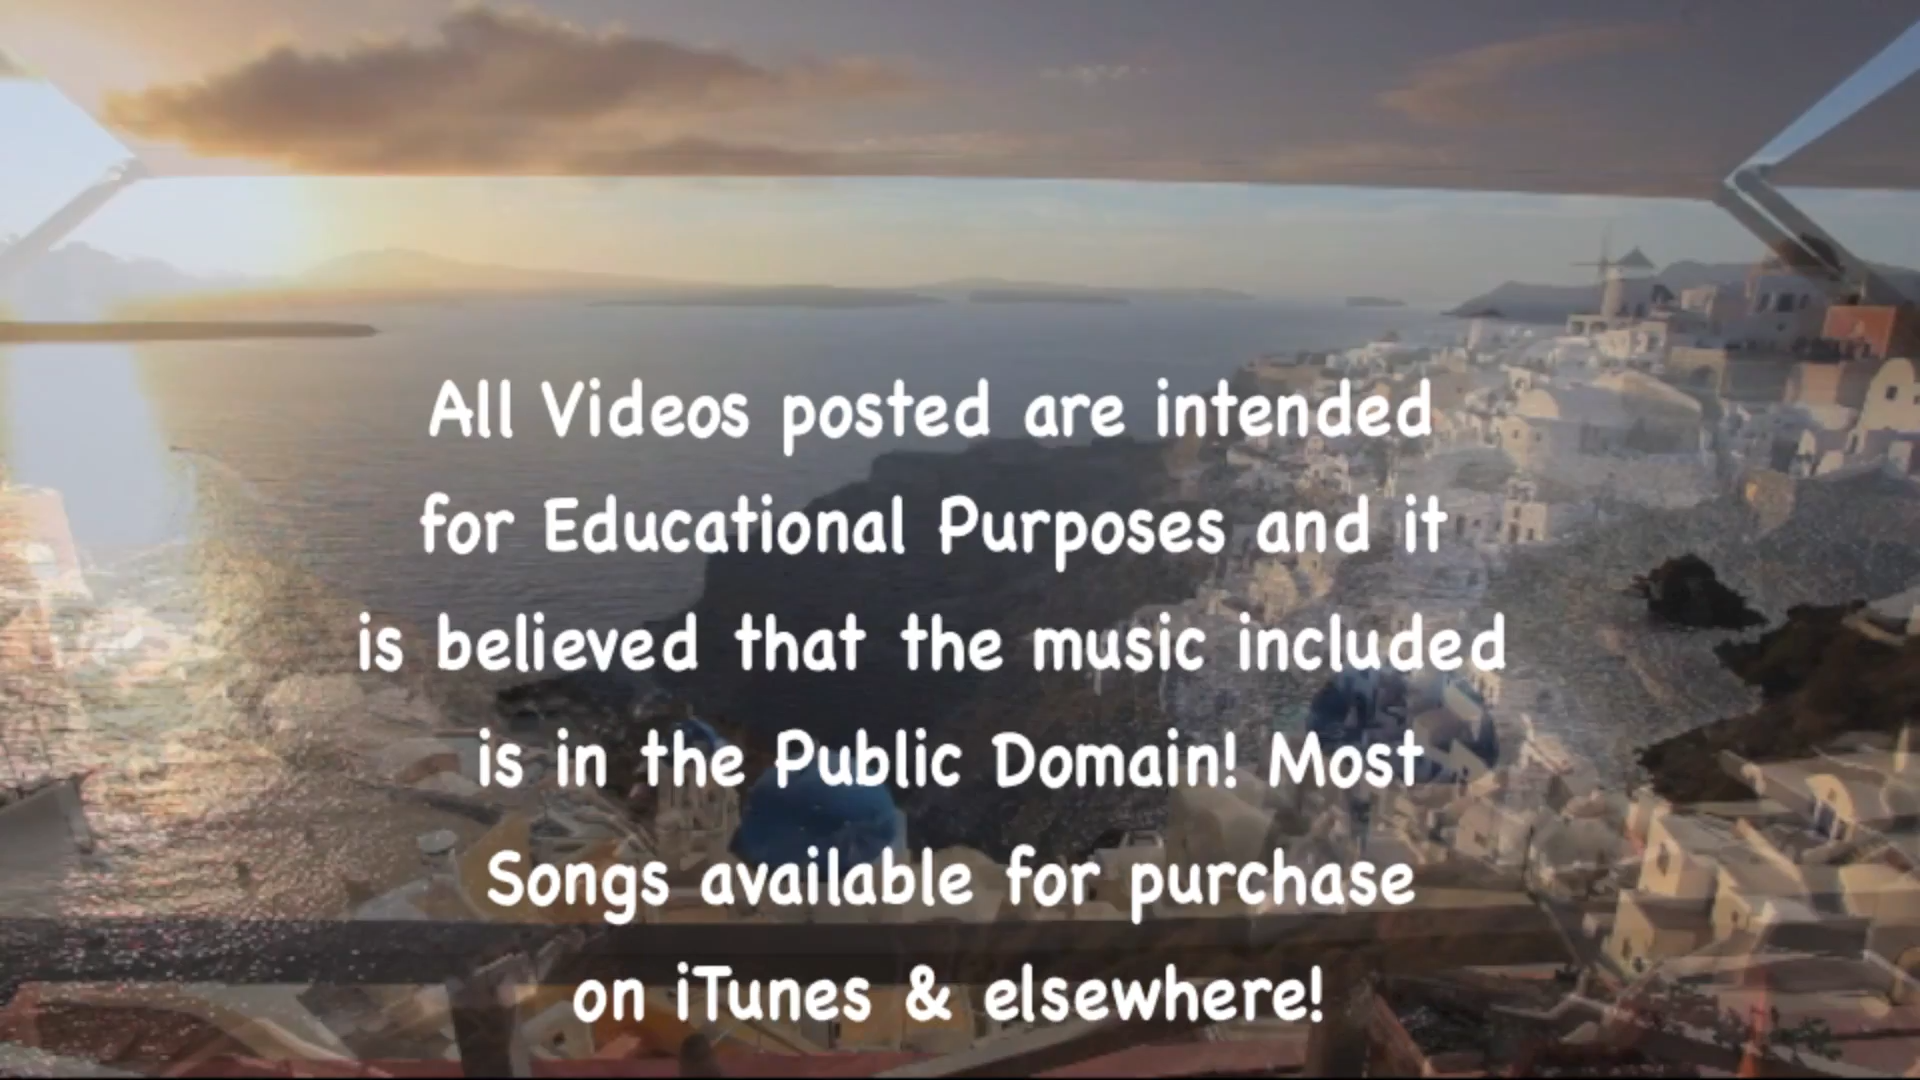 All Videos posted are intended
for Educational Purposes and it
is believed that the music included
is in the Public Domain! Most
Songs available for purchase
on iTunes & elsewhere!